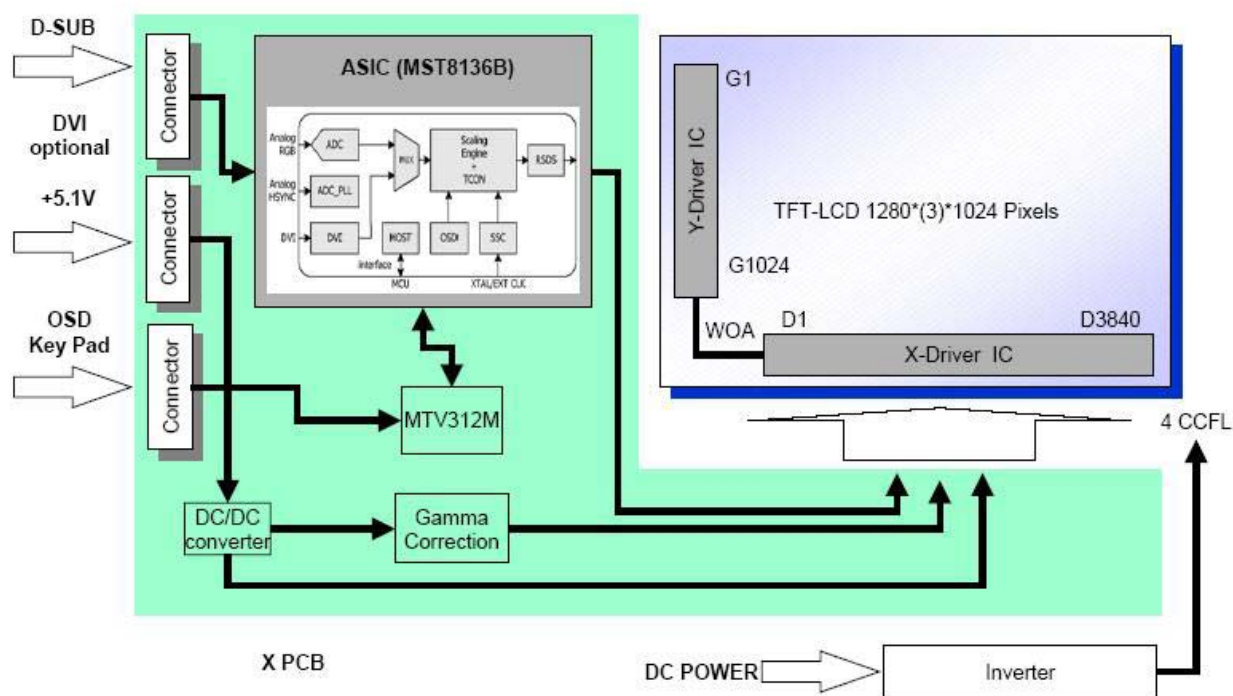 D-SUB
DVI
optional
+5.1V
OSD
Key Pad
Connector
Connector
Connector
ASIC (MST8136B)
Analog
RGB
ADC
MUX
Scaling
Engine
+
TCON
RSDS
Analog
HSYNC
ADC_PLL
DVI
DVI
HOST
OSD
SSC
interface
MCU
XTAL/EXT CLK
MTV312M
DC/DC
converter
Gamma
Correction
G1
Y-Driver IC
TFT-LCD 1280*(3)*1024 Pixels
G1024
WOA
D1
D3840
X-Driver IC
4 CCFL
X PCB
DC POWER
Inverter